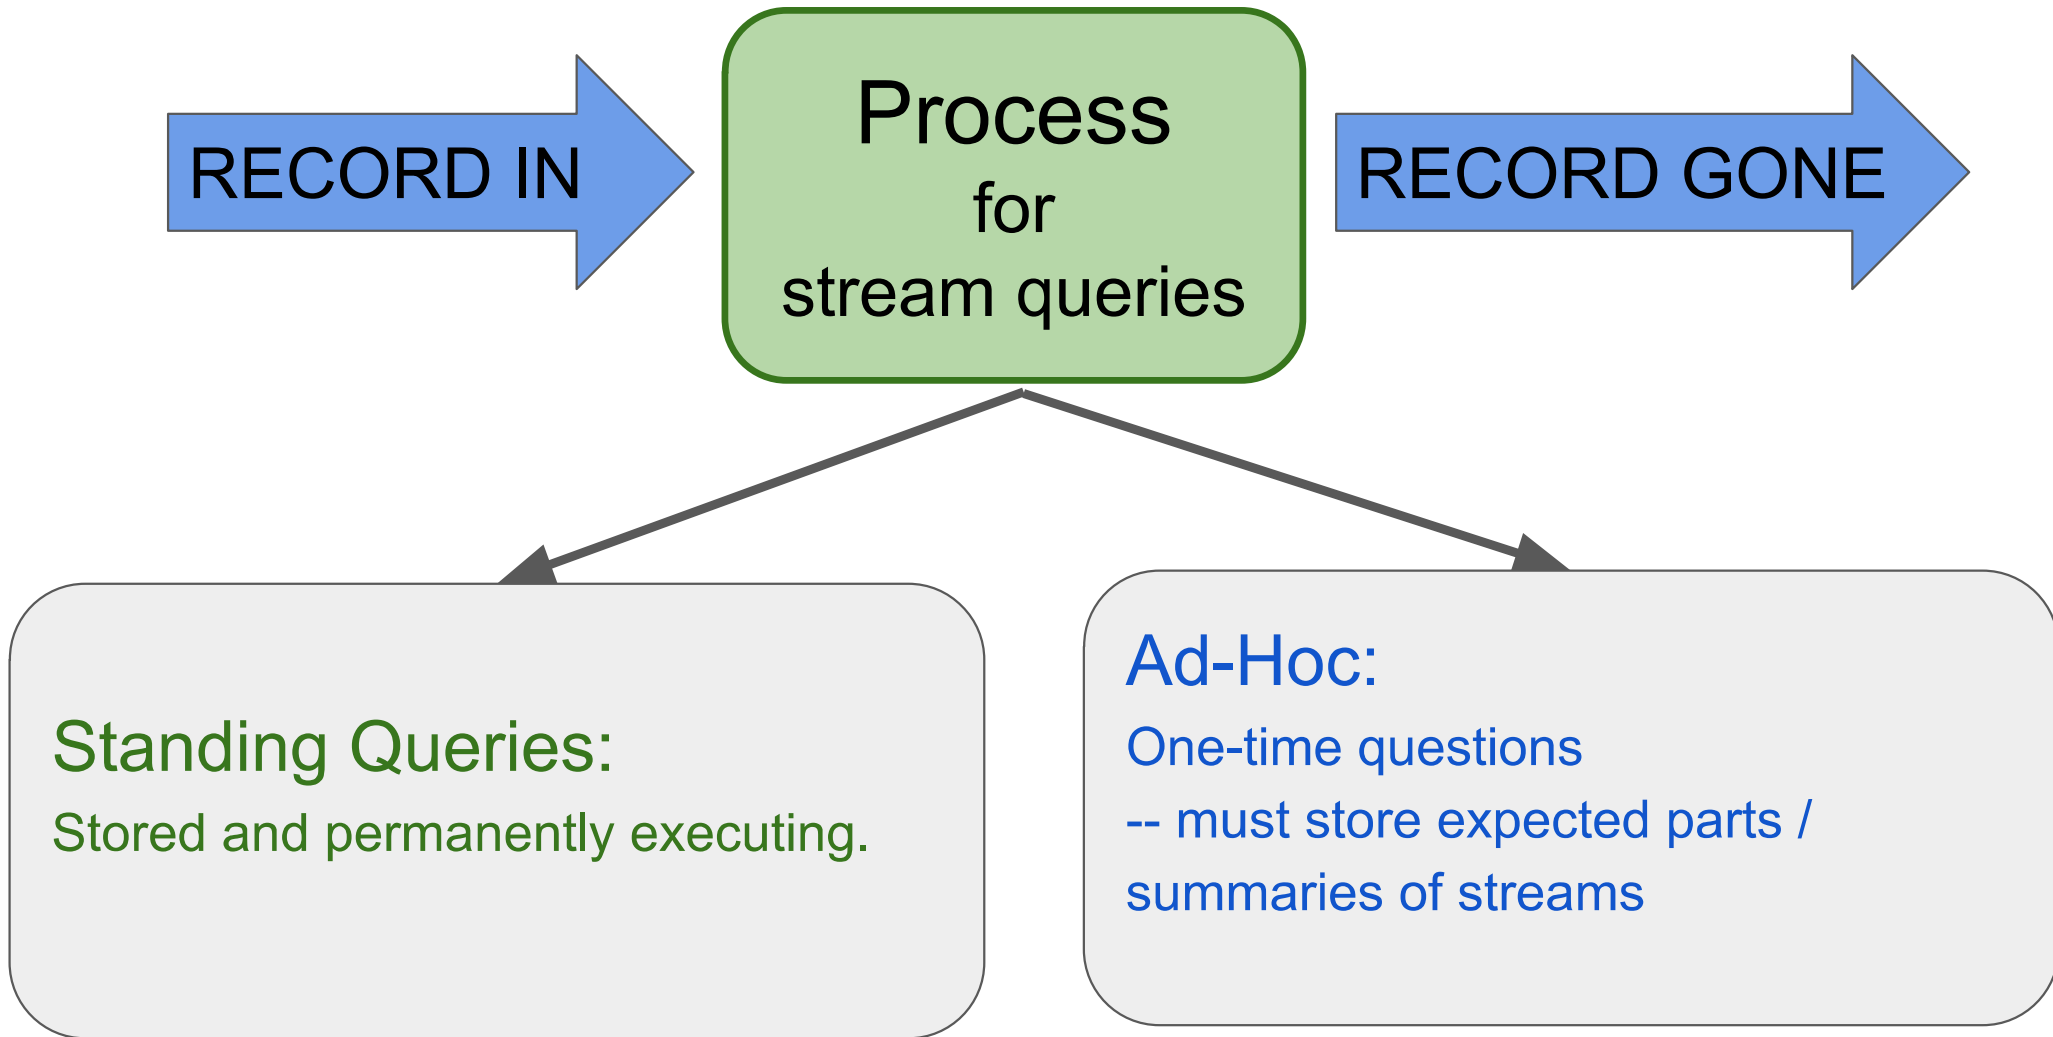 RECORD IN
Process
for
stream queries
RECORD GONE
Standing Queries:
Stored and permanently executing.
Ad-Hoc:
One-time questions
-- must store expected parts /
summaries of streams